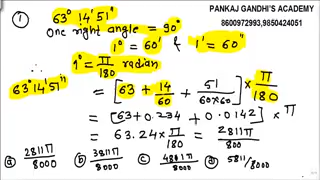 PANKAJ GANDHI'S ACADEMY
8600972993,9850424051
① 63° 14' 51"
One right angle = 90°
1° = 60' & 1' = 60"
1° = π/180 radian
∴ 63°14'51" = [63 + 14/60 + 51/(60×60)] × π/180
= [63 + 0.234 + 0.0142] × π
= 63.24 × π/180 = 2811π/800
ⓐ 2811π/8000 ⓑ 3811π/8000 ⓒ 4801π/8000 ⓓ 5811/8000